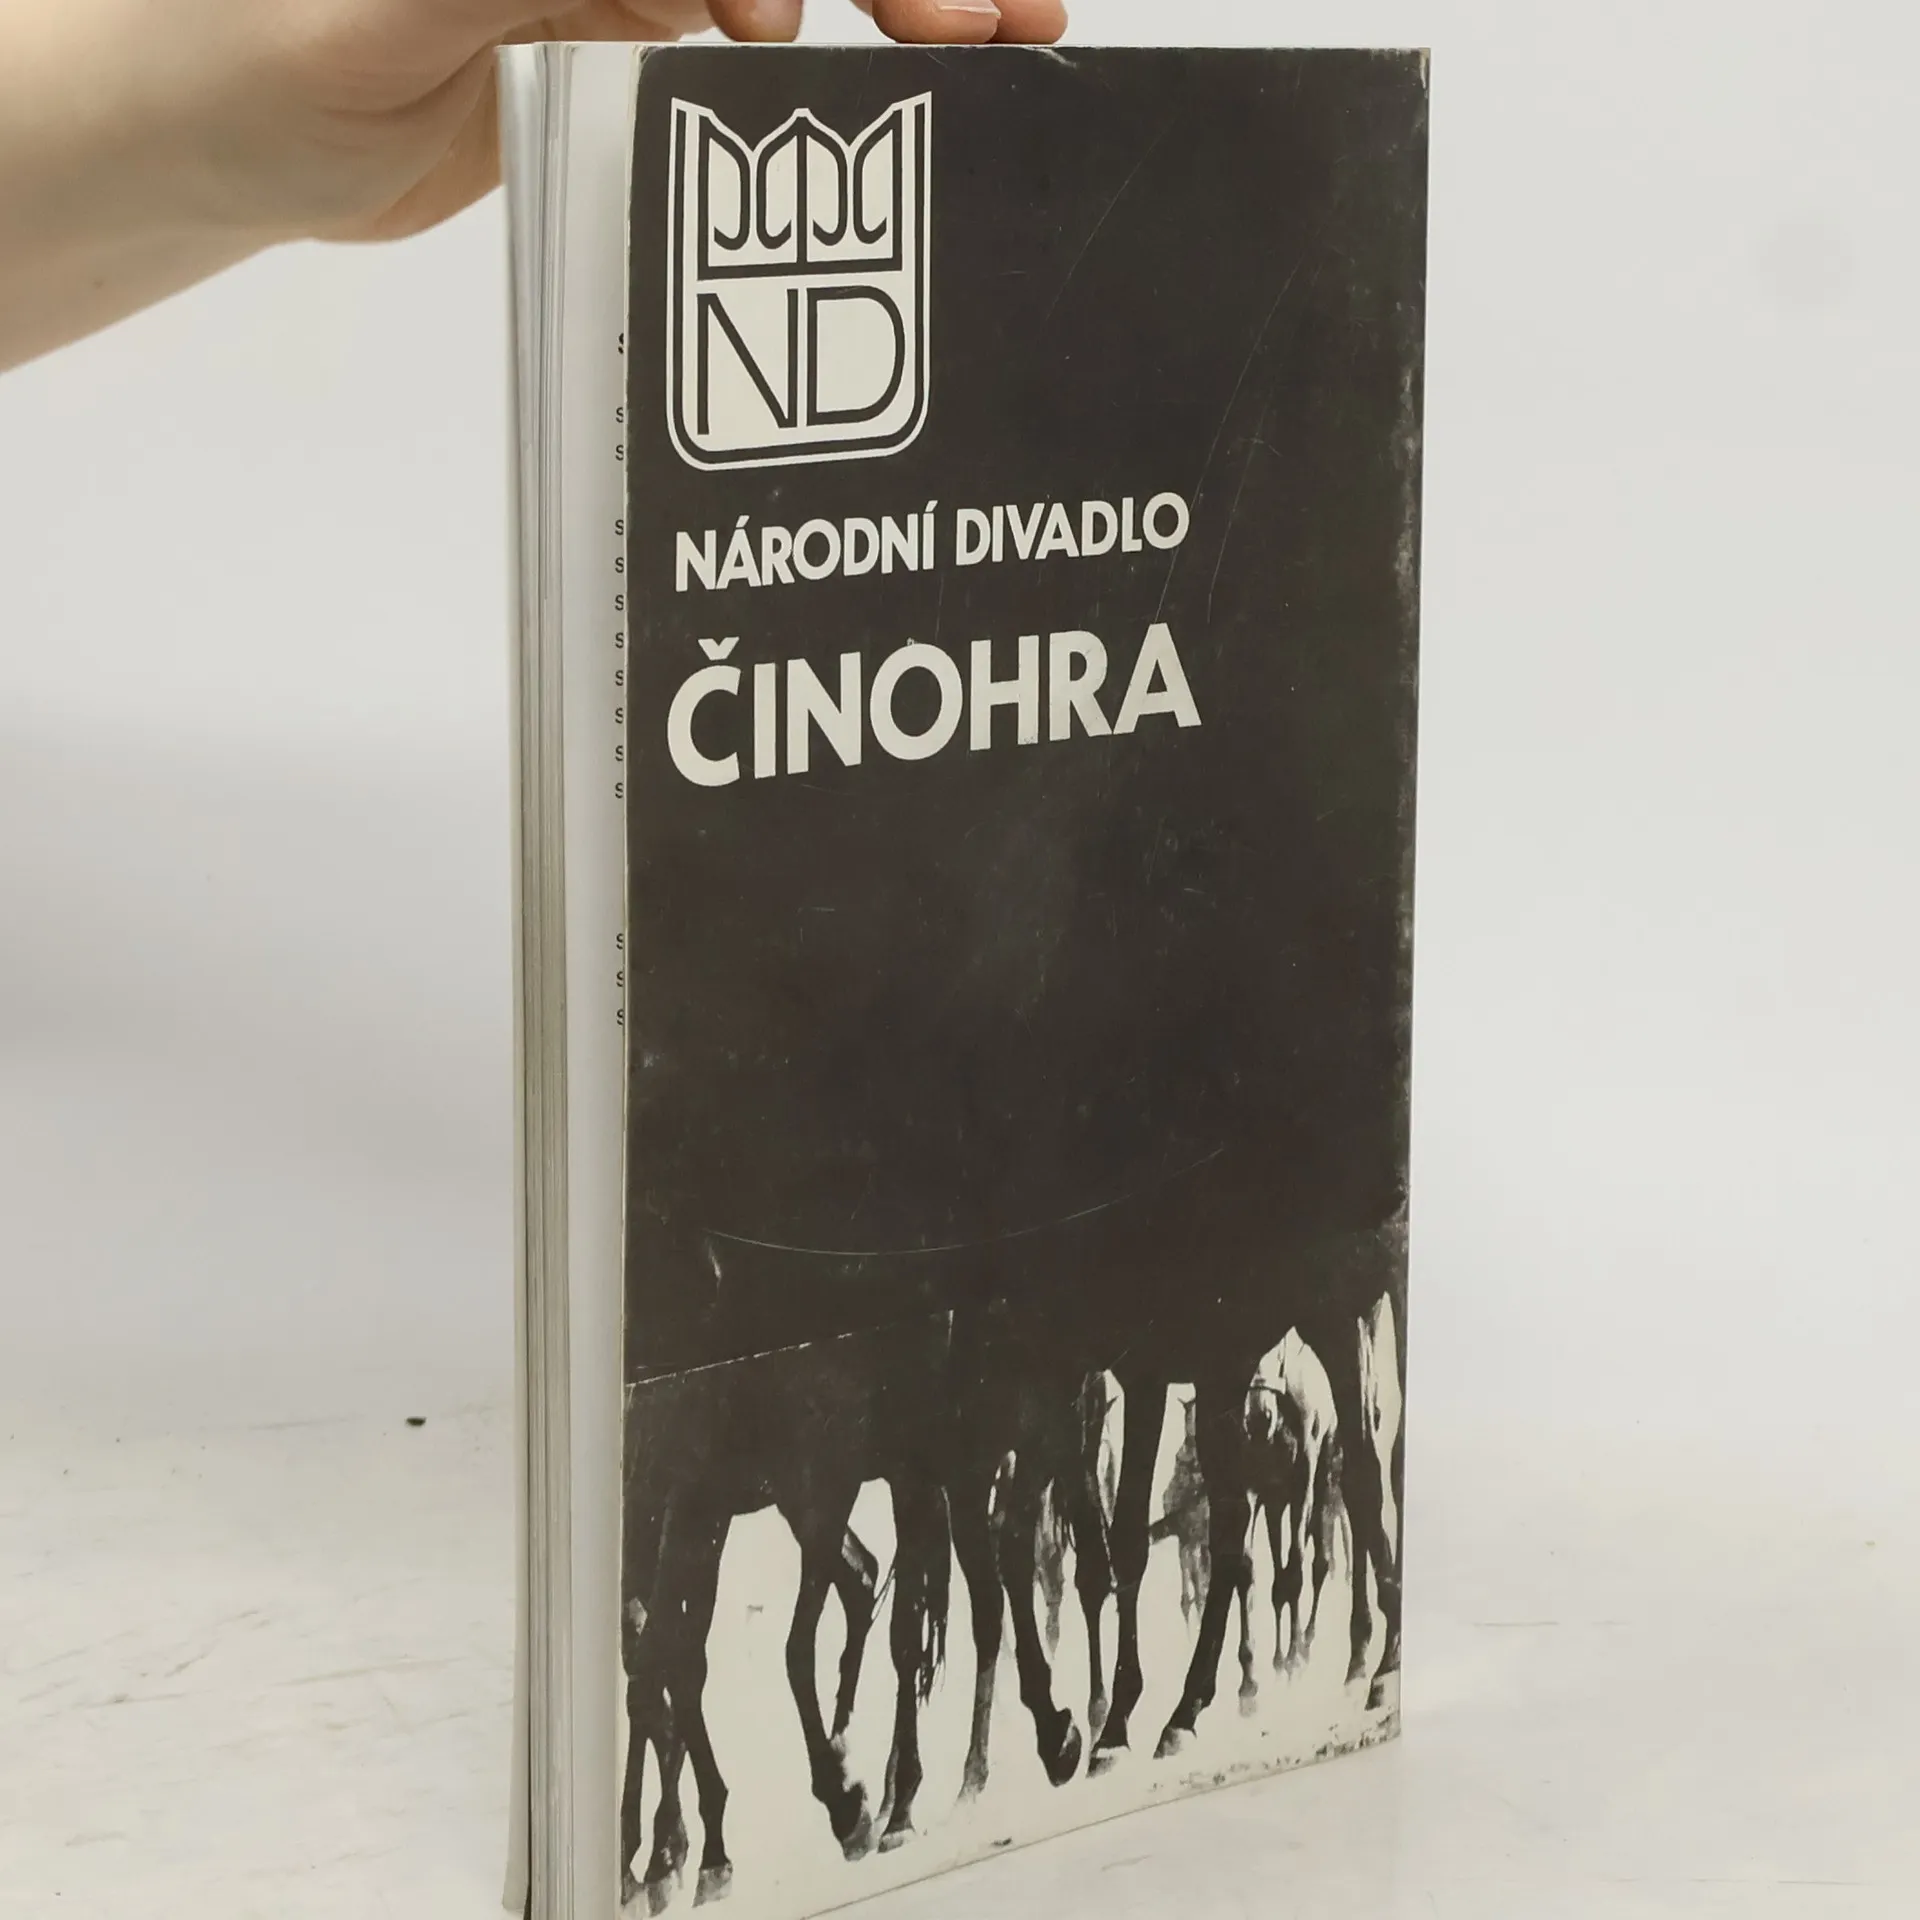 ND
NÁRODNÍ DIVADLO
ČINOHRA